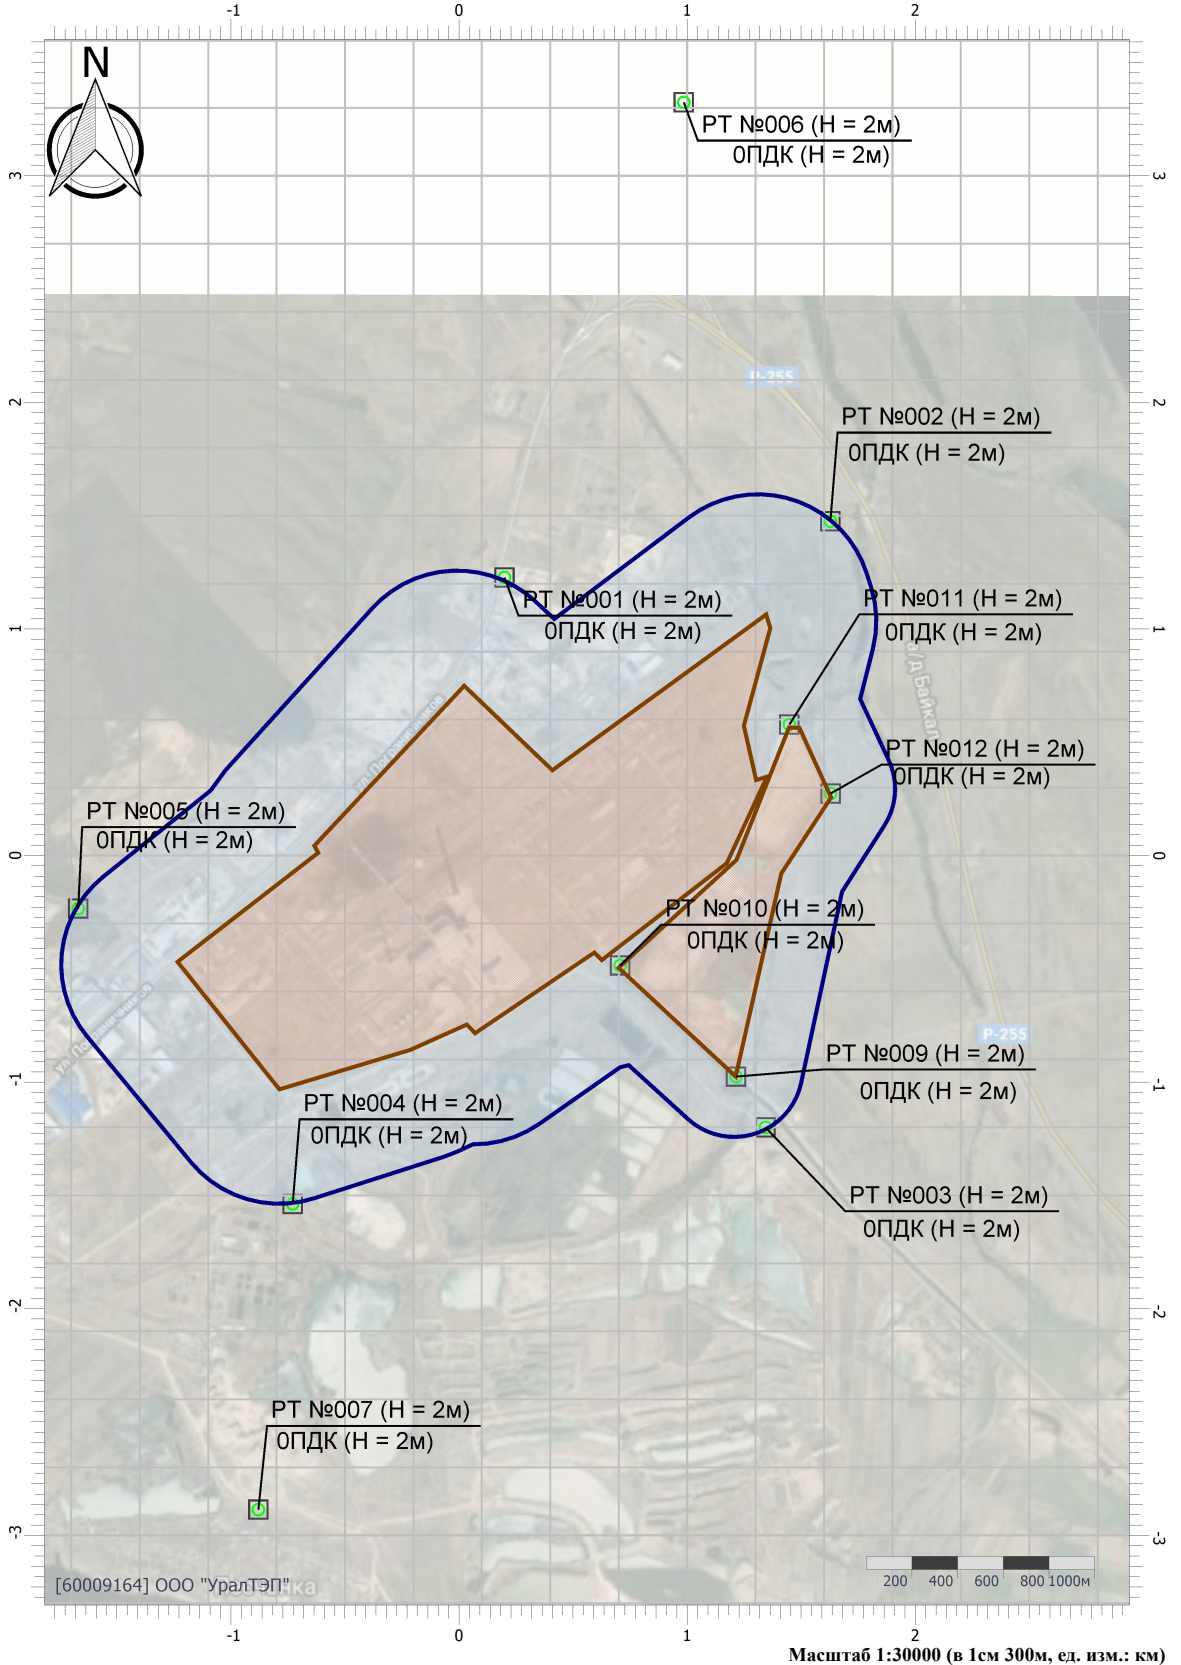 -1 0 1 2
N
РТ №006 (Н = 2м)
0ПДК (Н = 2м)
3 3
Р-255
2 2
РТ №002 (Н = 2м)
0ПДК (Н = 2м)
РТ №001 (Н = 2м)
0ПДК (Н = 2м)
РТ №011 (Н = 2м)
0ПДК (Н = 2м)
1 1
а/д Байкал
ул. Пограничников
РТ №012 (Н = 2м)
0ПДК (Н = 2м)
РТ №005 (Н = 2м)
0ПДК (Н = 2м)
0 0
РТ №010 (Н = 2м)
0ПДК (Н = 2м)
ул. Пограничников
Р-255
РТ №009 (Н = 2м)
0ПДК (Н = 2м)
-1 -1
РТ №004 (Н = 2м)
0ПДК (Н = 2м)
РТ №003 (Н = 2м)
0ПДК (Н = 2м)
-2 -2
РТ №007 (Н = 2м)
0ПДК (Н = 2м)
-3 -3
[60009164] ООО "УралТЭП"
200 400 600 800 1000м
-1 0 1 2
Масштаб 1:30000 (в 1см 300м, ед. изм.: км)